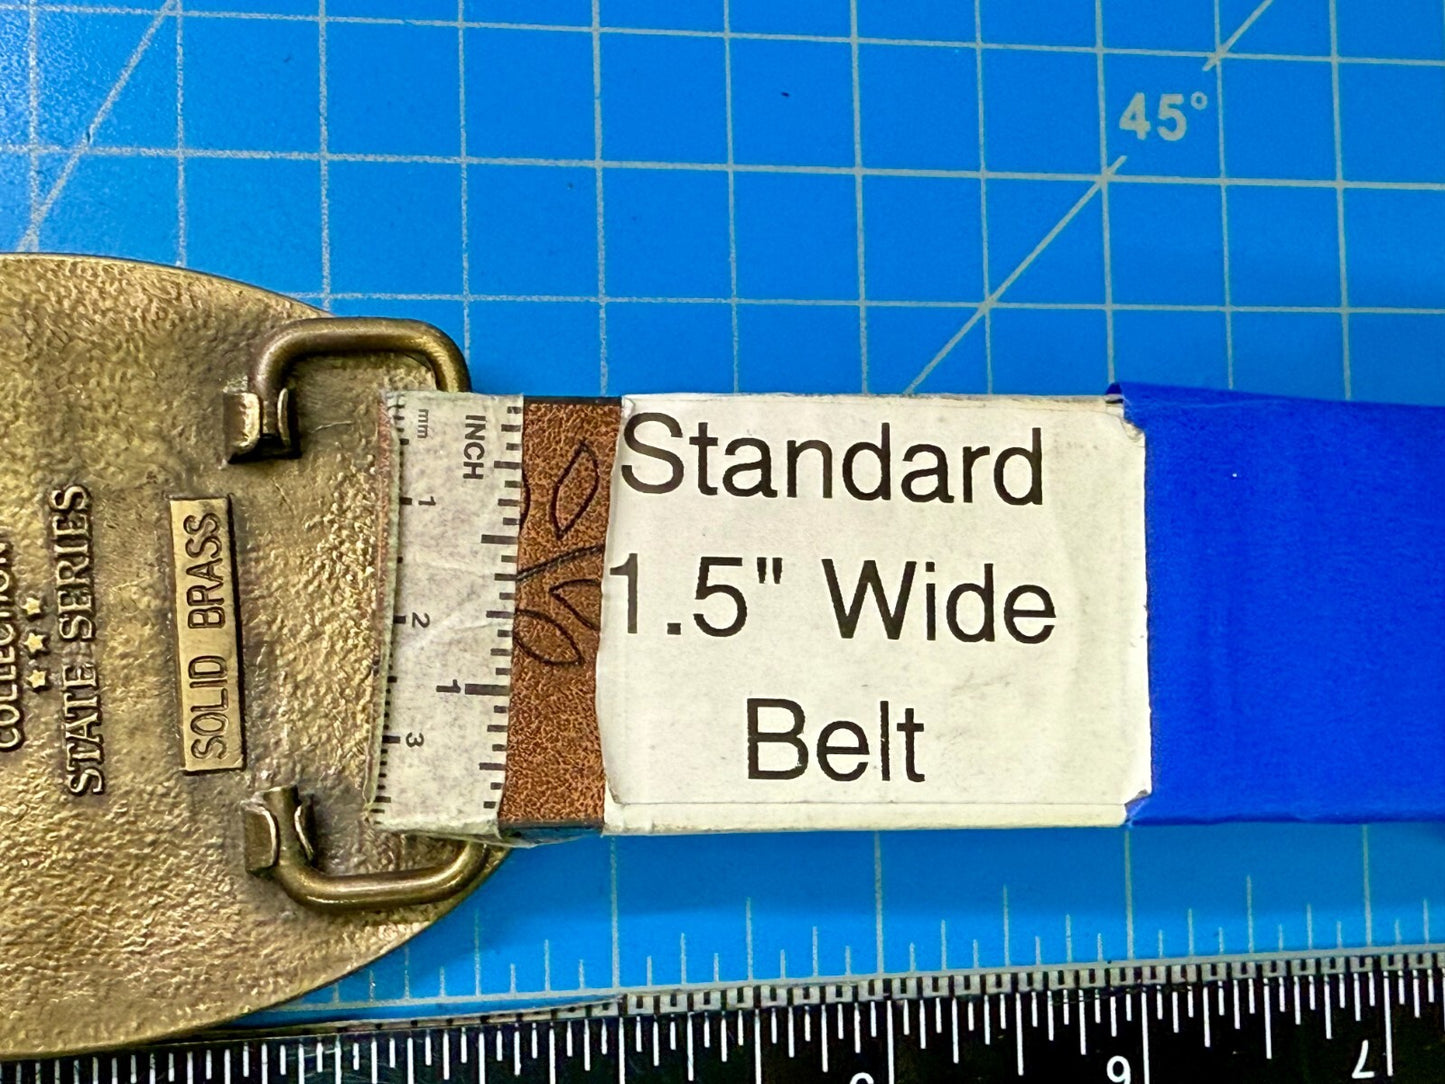 45°
Standard
1.5" Wide
Belt
mm
INCH
1
2
3
1
SOLID BRASS
STATE SERIES
COLLECTION
6
7